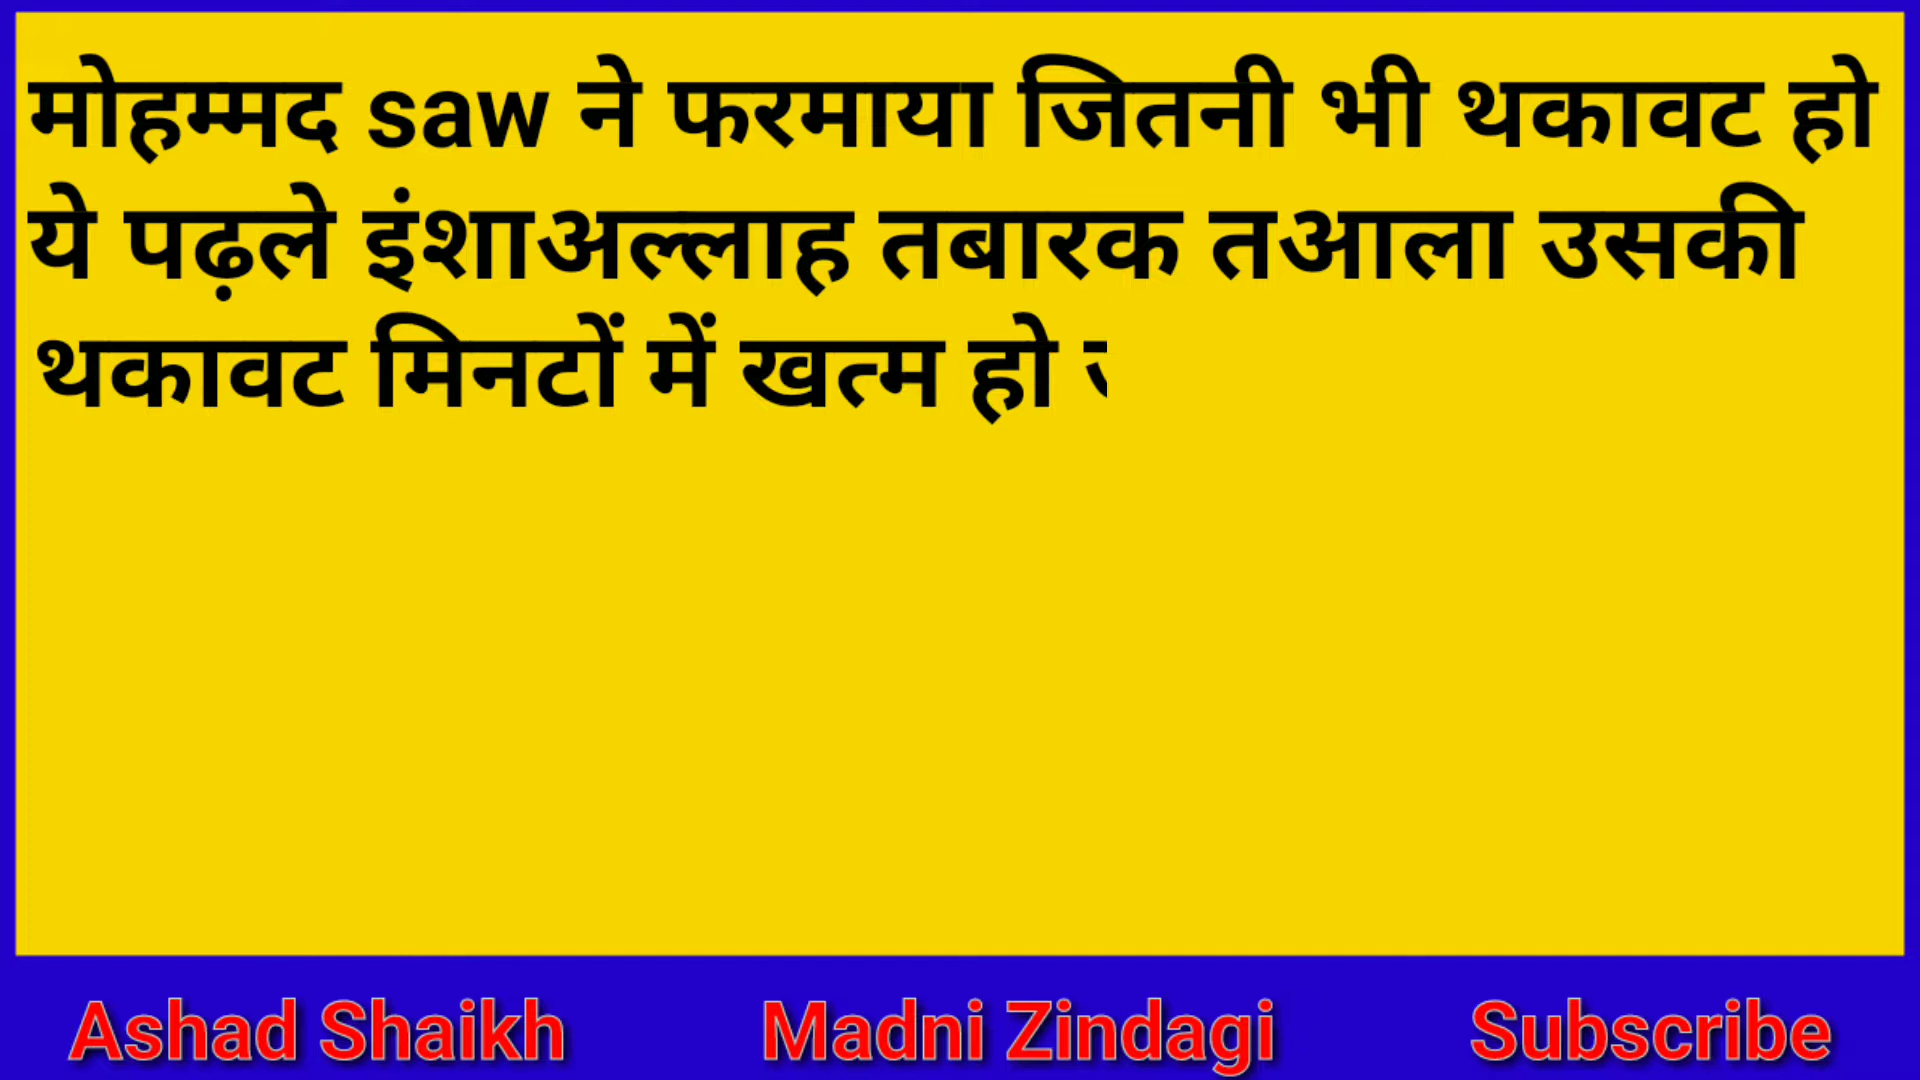 मोहम्मद saw ने फरमाया जितनी भी थकावट हो
ये पढ़ले इंशाअल्लाह तबारक तआला उसकी
थकावट मिनटों में खत्म हो
Ashad Shaikh Madni Zindagi Subscribe